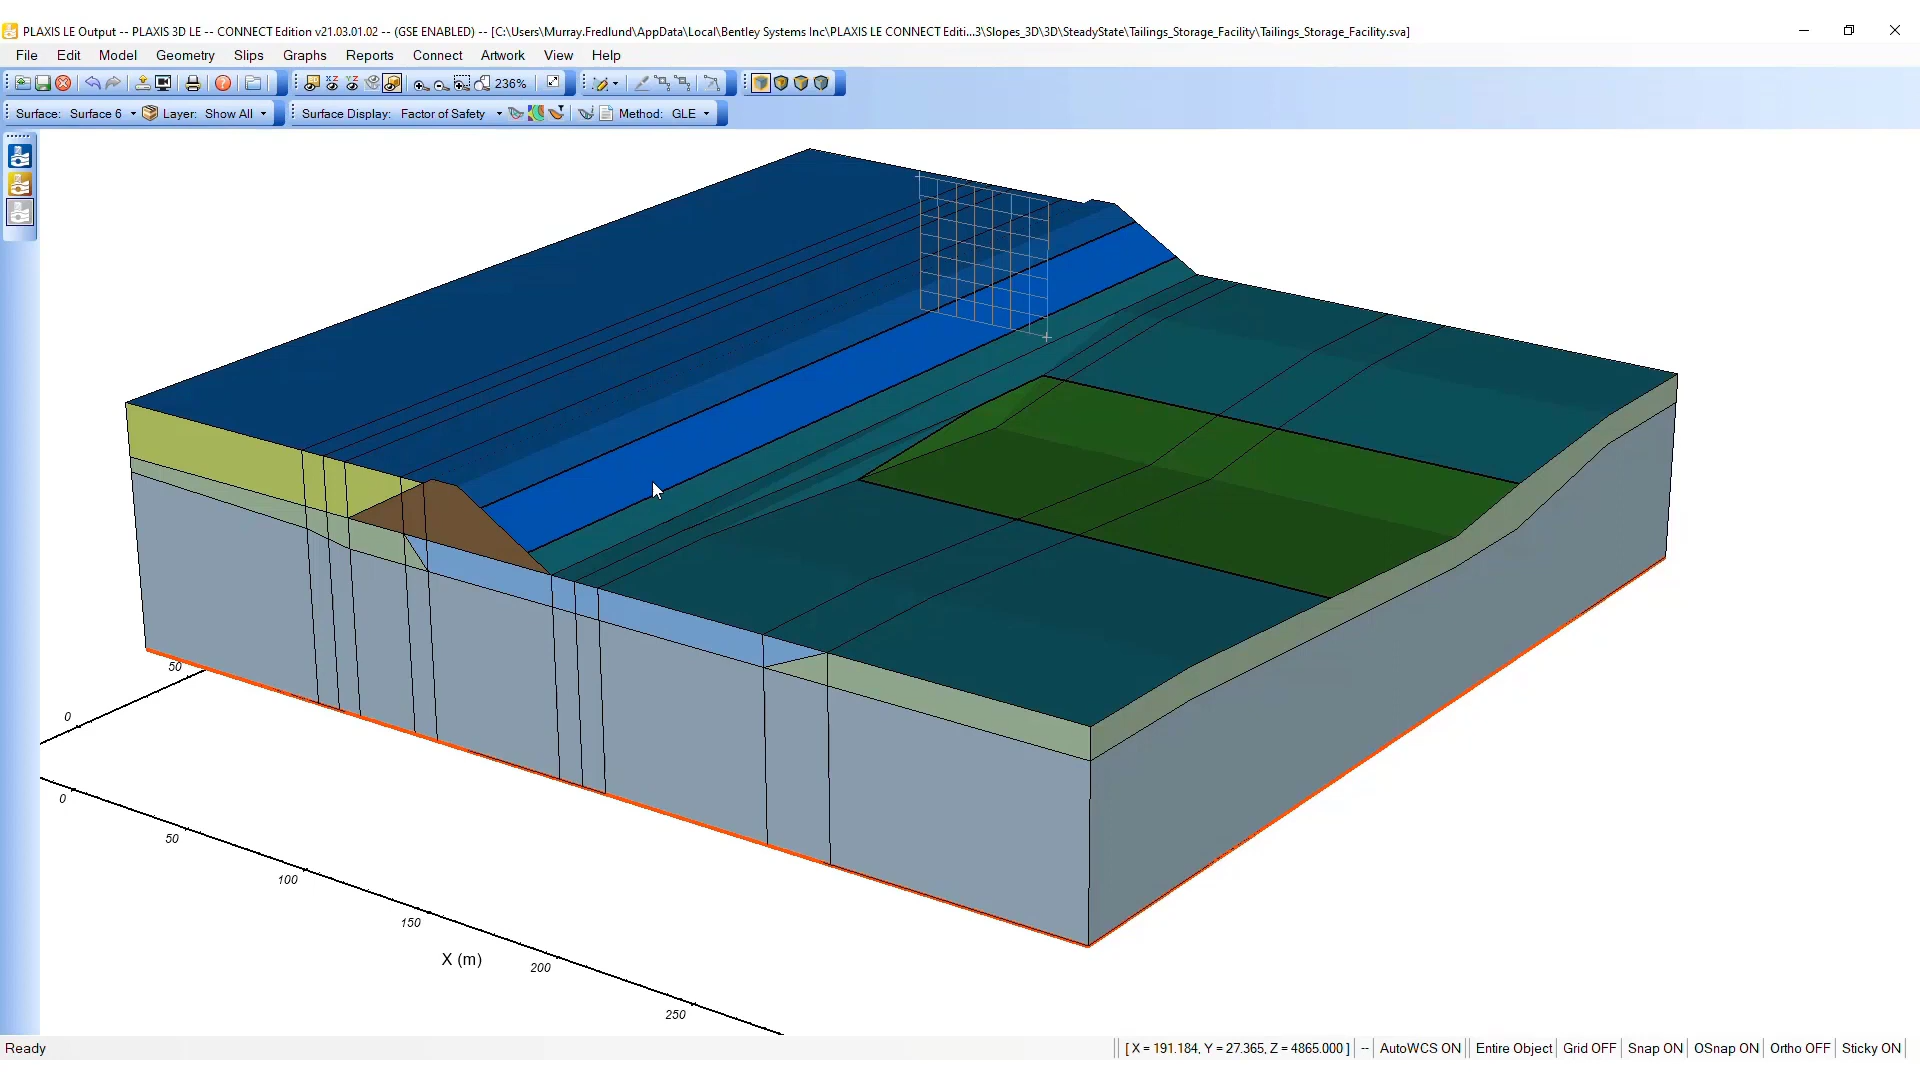 PLAXIS LE Output -- PLAXIS 3D LE -- CONNECT Edition v21.03.01.02 -- (GSE ENABLED) -- [C:\Users\Murray.Fredlund\AppData\Local\Bentley Systems Inc\PLAXIS LE CONNECT Editi...3\Slopes_3D\3D\SteadyState\Tailings_Storage_Facility\Tailings_Storage_Facility.sva]
File Edit Model Geometry Slips Graphs Reports Connect Artwork View Help
XZ YZ 236%
Surface: Surface 6 Layer: Show All Surface Display: Factor of Safety Method: GLE
50
0
0
50
100
150
X (m)
200
250
Ready [ X = 191.184, Y = 27.365, Z = 4865.000 ] -- AutoWCS ON Entire Object Grid OFF Snap ON OSnap ON Ortho OFF Sticky ON